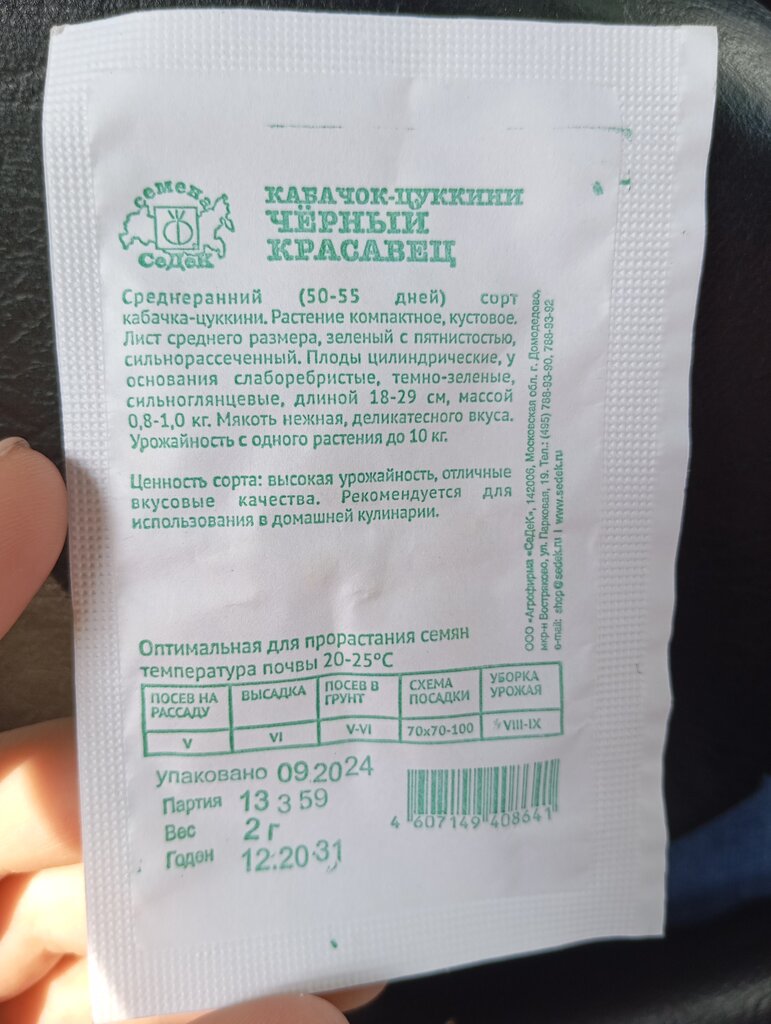 Семена
СеДеК
КАБАЧОК-ЦУККИНИ
ЧЁРНЫЙ
КРАСАВЕЦ
Среднеранний (50-55 дней) сорт
кабачка-цуккини. Растение компактное, кустовое.
Лист среднего размера, зеленый с пятнистостью,
сильнорассеченный. Плоды цилиндрические, у
основания слаборебристые, темно-зеленые,
сильноглянцевые, длиной 18-29 см, массой
0,8-1,0 кг. Мякоть нежная, деликатесного вкуса.
Урожайность с одного растения до 10 кг.
Ценность сорта: высокая урожайность, отличные
вкусовые качества. Рекомендуется для
использования в домашней кулинарии.
ООО «Агрофирма «СеДеК», 142006, Московская обл. г. Домодедово,
мкр-н Востряково, ул. Парковая, 19. Тел.: (495) 788-93-90, 788-93-92
e-mail: shop@sedek.ru | www.sedek.ru
Оптимальная для прорастания семян
температура почвы 20-25°С
ПОСЕВ НА РАССАДУ ВЫСАДКА ПОСЕВ В ГРУНТ СХЕМА ПОСАДКИ УБОРКА УРОЖАЯ
V VI V-VI 70х70-100 VIII-IX
упаковано 09.2024
Партия 13 3 59
Вес 2 г
Годен 12.20 31
4 607149 408641